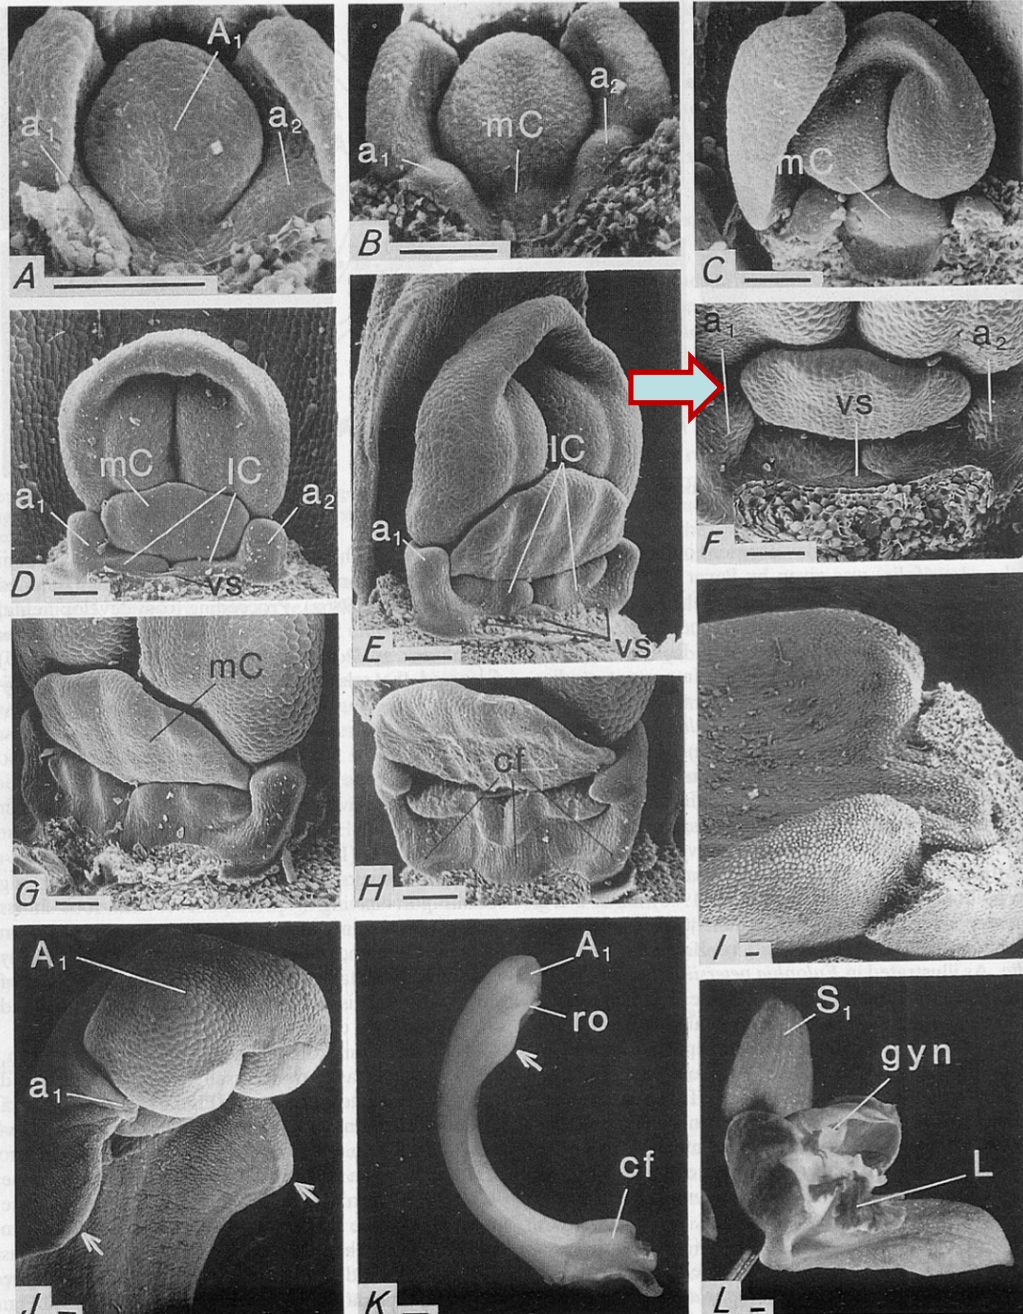 A₁
a₁
a₂
A
mC
a₂
a₁
B
mC
C
mC
lC
a₁
a₂
vs
D
lC
a₁
vs
E
a₁
a₂
vs
F
mC
G
cf
H
I
A₁
a₁
J
A₁
ro
cf
K
S₁
gyn
L
L